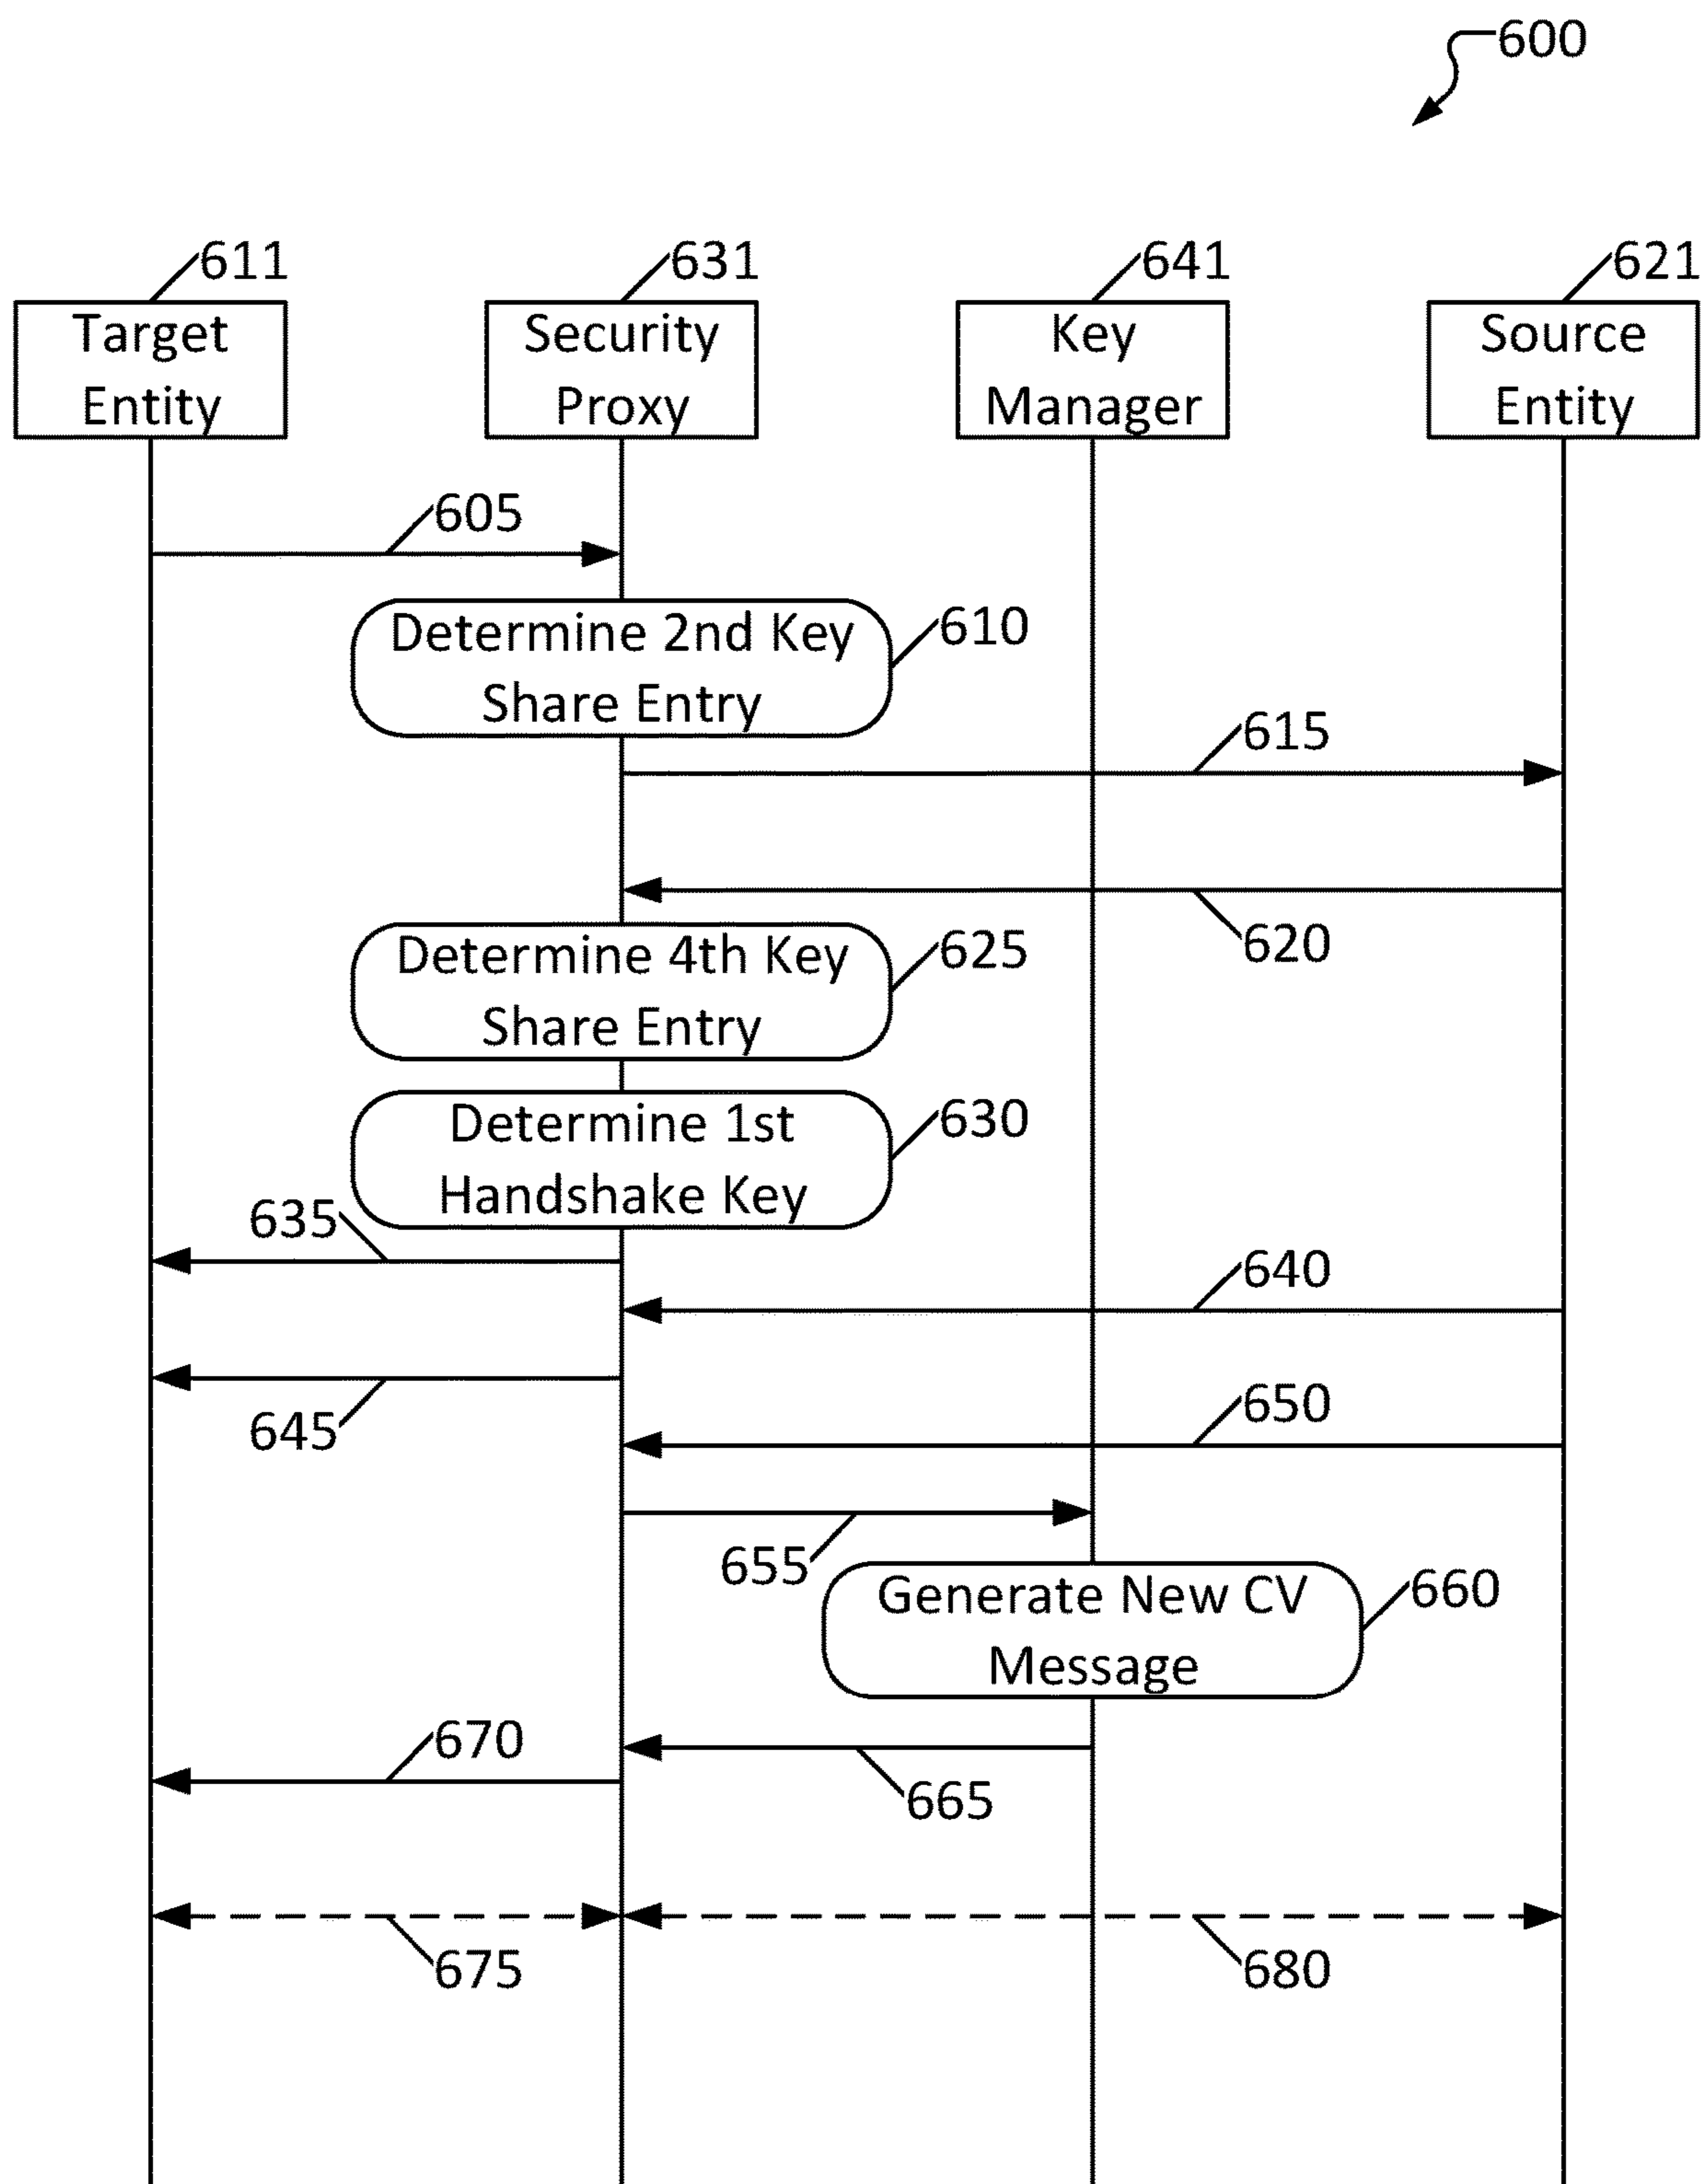 600
611
631
641
621
Target
Entity
Security
Proxy
Key
Manager
Source
Entity
605
Determine 2nd Key
Share Entry
610
615
620
Determine 4th Key
Share Entry
625
Determine 1st
Handshake Key
630
635
640
645
650
655
Generate New CV
Message
660
670
665
675
680